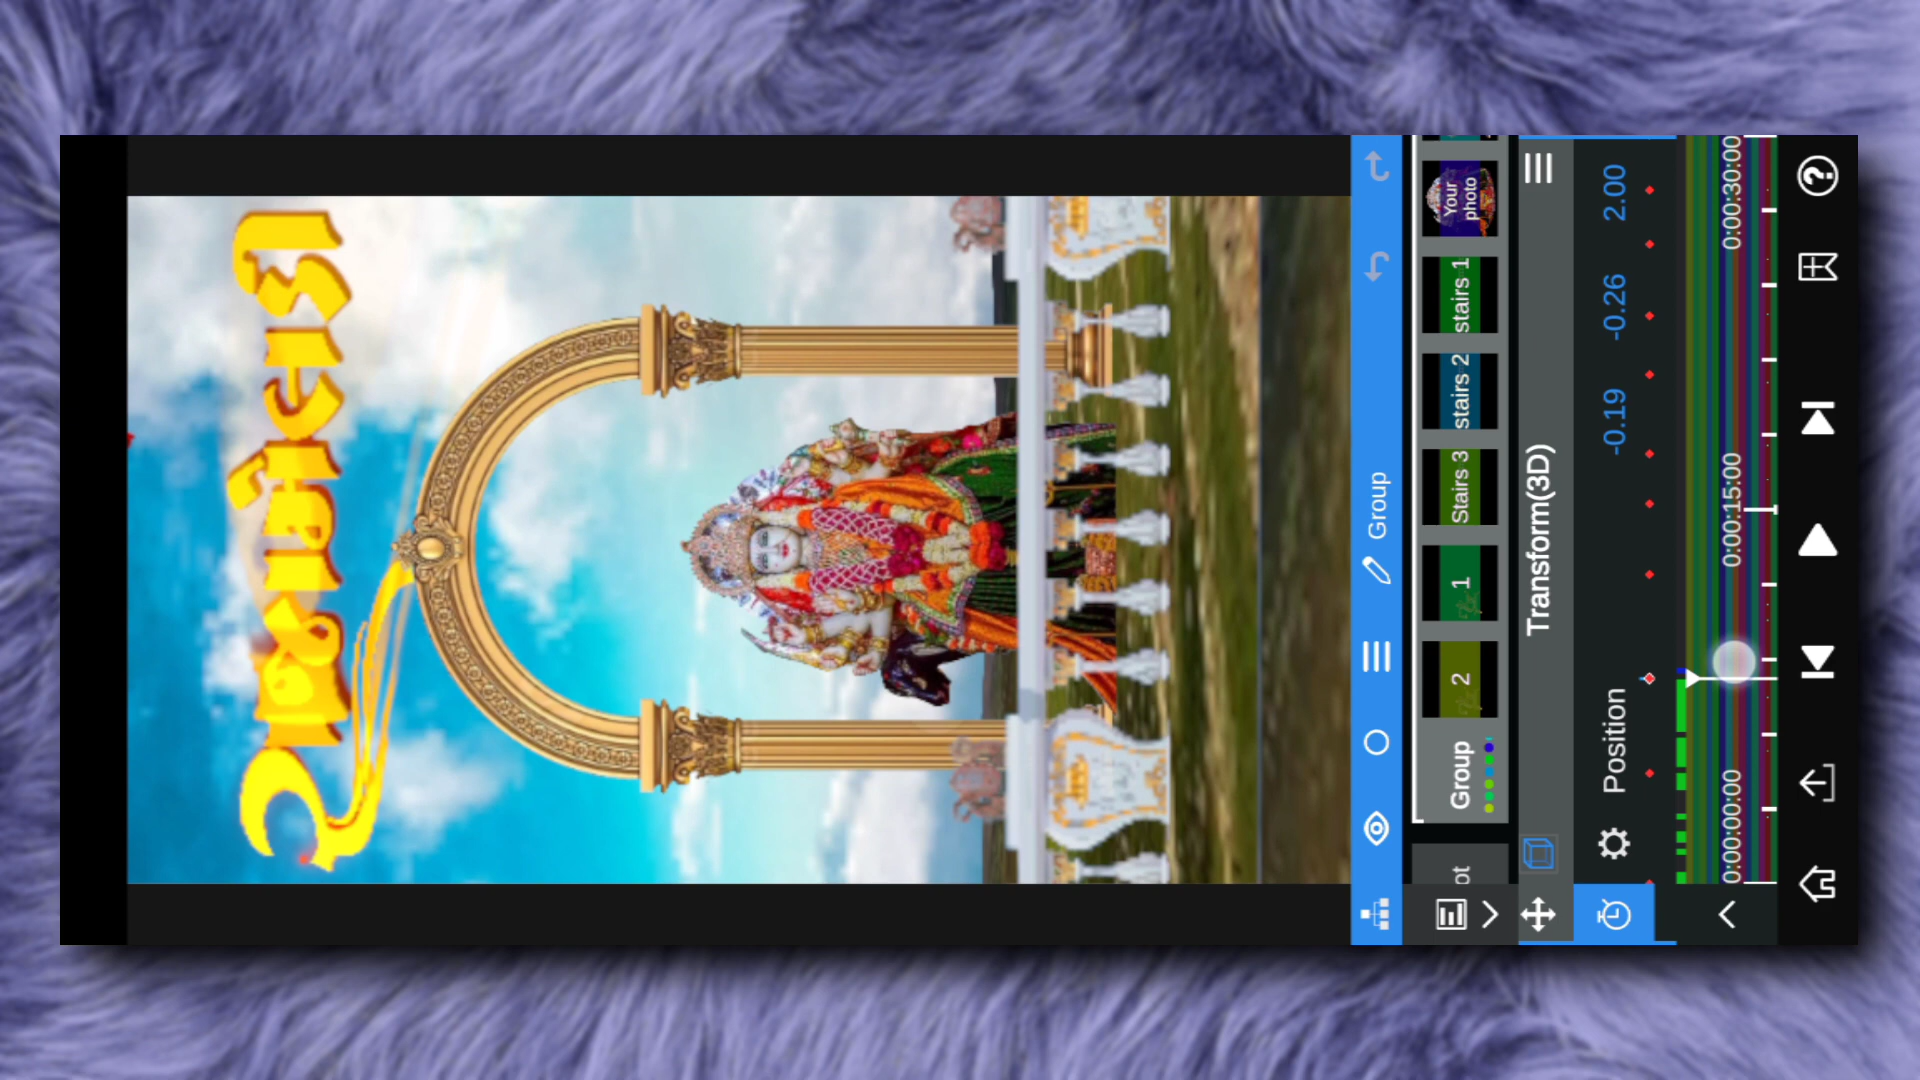 Group
Group
2
1
Stairs 3
stairs 2
stairs 1
Your
photo
Transform(3D)
Position -0.19 -0.26 2.00
0:00:00:00 0:00:15:00 0:00:30:00